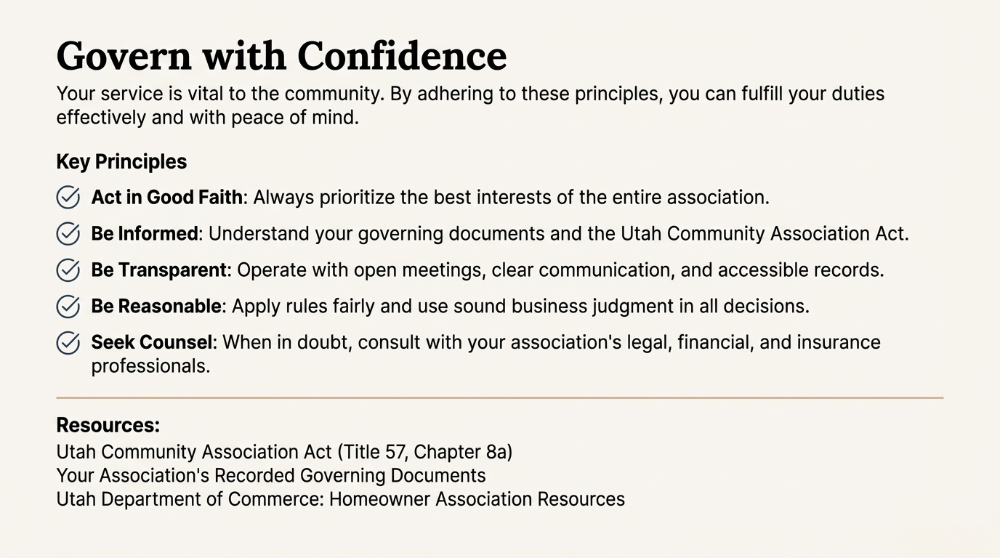 Govern with Confidence
Your service is vital to the community. By adhering to these principles, you can fulfill your duties
effectively and with peace of mind.
Key Principles
Act in Good Faith: Always prioritize the best interests of the entire association.
Be Informed: Understand your governing documents and the Utah Community Association Act.
Be Transparent: Operate with open meetings, clear communication, and accessible records.
Be Reasonable: Apply rules fairly and use sound business judgment in all decisions.
Seek Counsel: When in doubt, consult with your association's legal, financial, and insurance
professionals.
Resources:
Utah Community Association Act (Title 57, Chapter 8a)
Your Association's Recorded Governing Documents
Utah Department of Commerce: Homeowner Association Resources